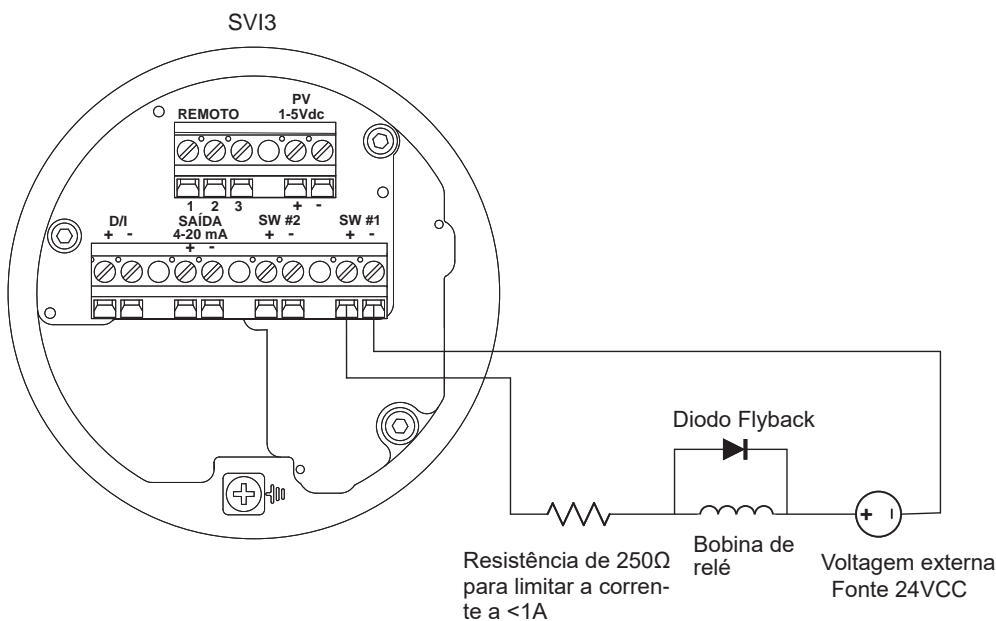 SVI3
PV
REMOTO 1-5Vdc
1 2 3 + -
D/I SAÍDA SW #2 SW #1
+ - 4-20 mA + - + -
+ -
Diodo Flyback
+ -
Resistência de 250Ω
para limitar a corren-
te a <1A
Bobina de
relé
Voltagem externa
Fonte 24VCC